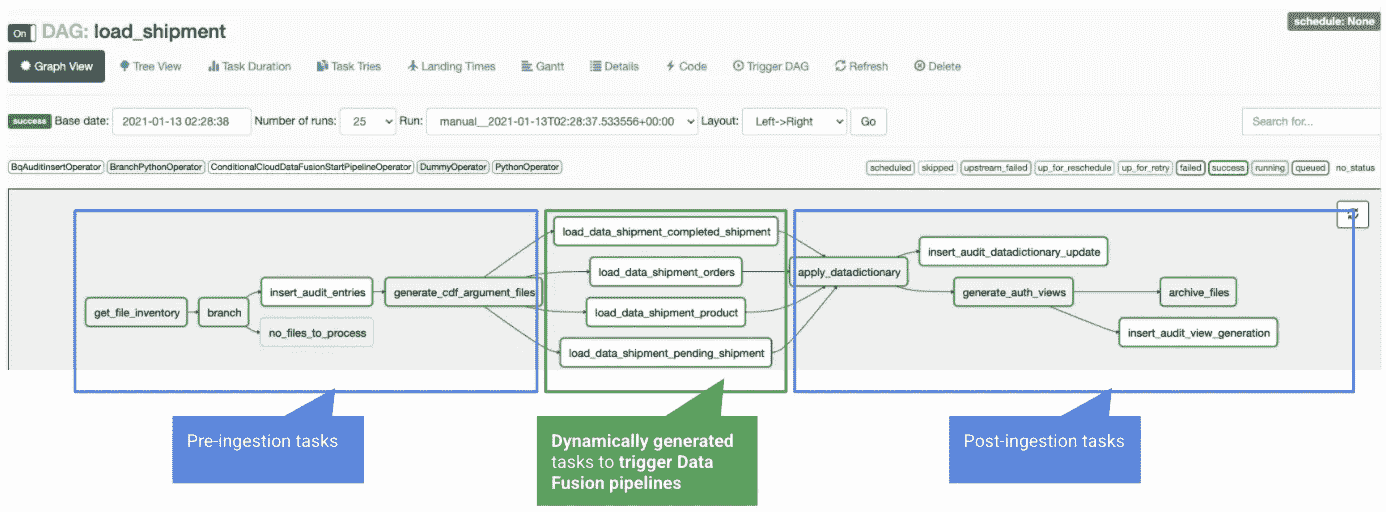 On DAG: load_shipment
schedule: None
Graph View Tree View Task Duration Task Tries Landing Times Gantt Details Code Trigger DAG Refresh Delete
success Base date: 2021-01-13 02:28:38 Number of runs: 25 Run: manual__2021-01-13T02:28:37.533556+00:00 Layout: Left->Right Go Search for...
BqAuditInsertOperator BranchPythonOperator ConditionalCloudDataFusionStartPipelineOperator DummyOperator PythonOperator
scheduled skipped upstream_failed up_for_reschedule up_for_retry failed success running queued no_status
get_file_inventory
branch
insert_audit_entries
no_files_to_process
generate_cdf_argument_files
load_data_shipment_completed_shipment
load_data_shipment_orders
load_data_shipment_product
load_data_shipment_pending_shipment
apply_datadictionary
insert_audit_datadictionary_update
generate_auth_views
archive_files
insert_audit_view_generation
Pre-ingestion tasks
Dynamically generated
tasks to trigger Data
Fusion pipelines
Post-ingestion tasks